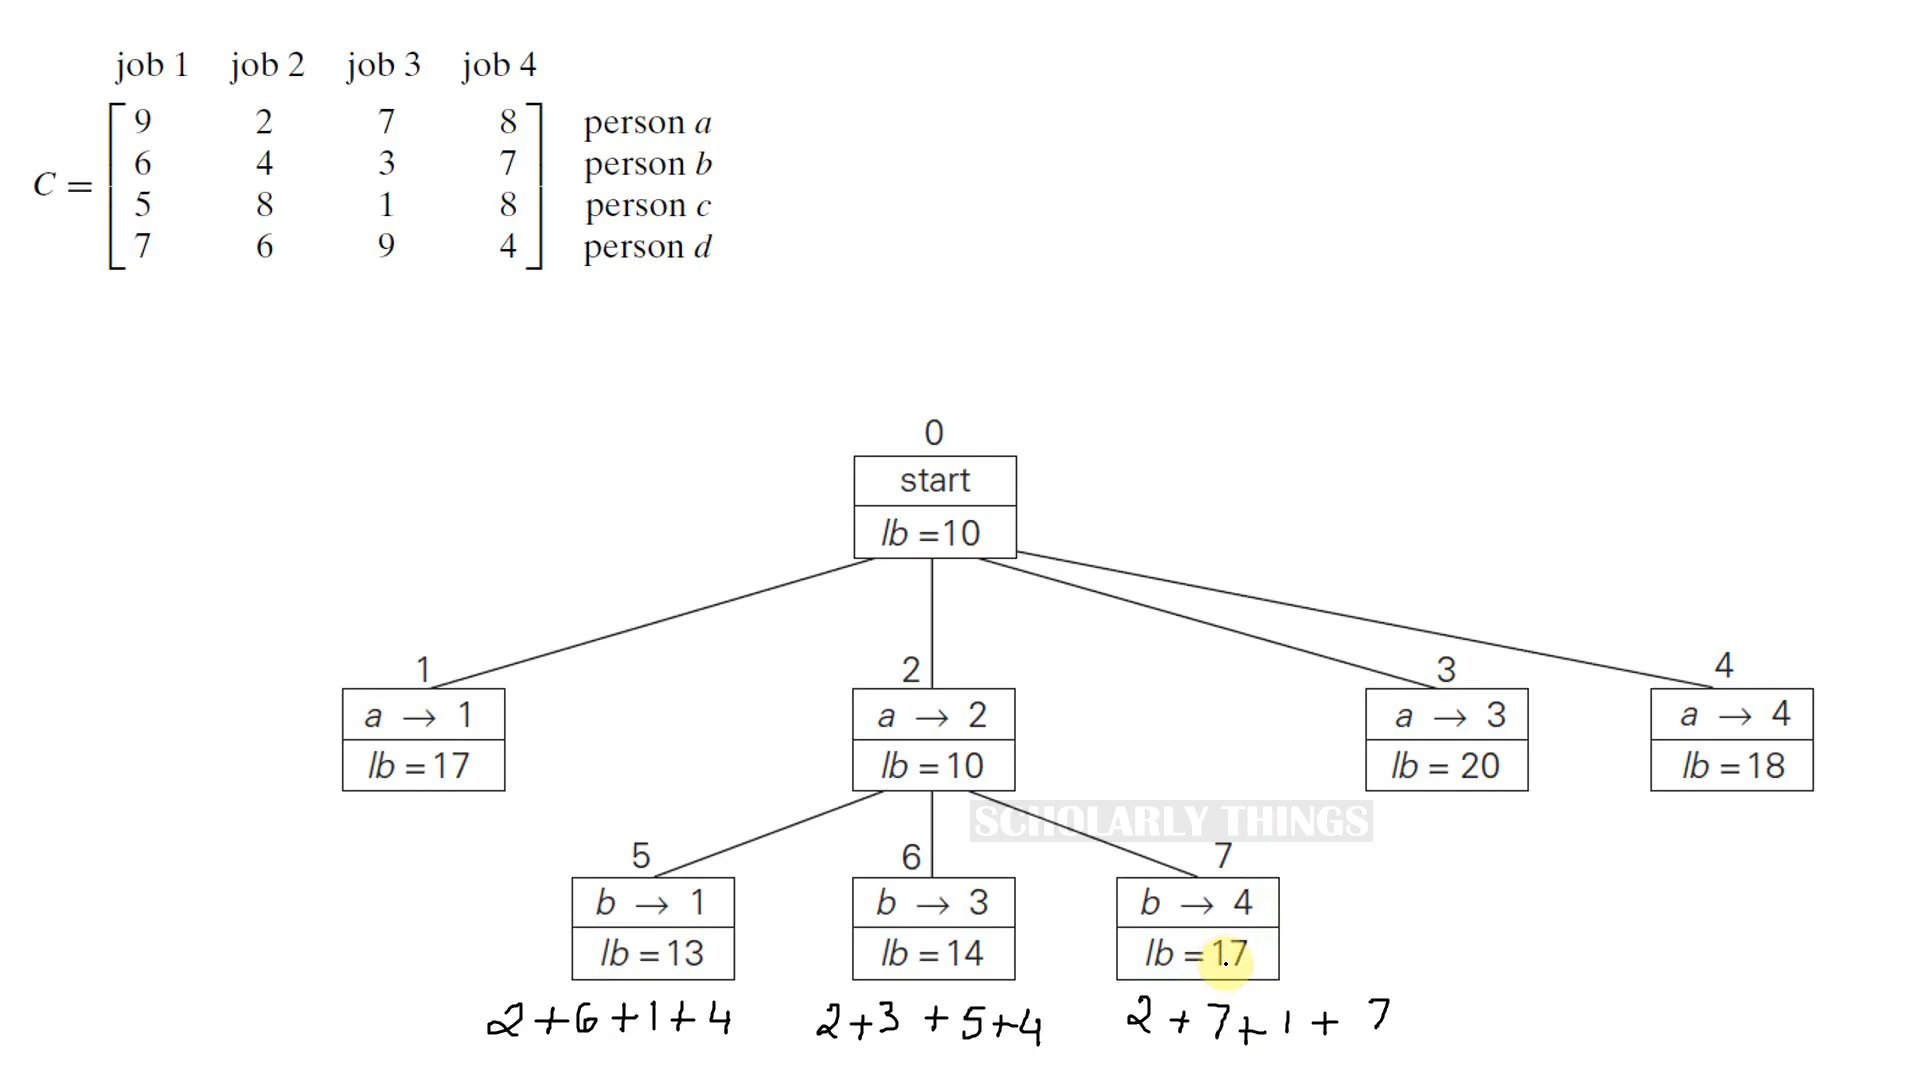 job 1 job 2 job 3 job 4
9 2 7 8 person a
6 4 3 7 person b
C =
5 8 1 8 person c
7 6 9 4 person d
0
start
lb =10
1 2 3 4
a → 1 a → 2 a → 3 a → 4
lb =17 lb =10 lb = 20 lb =18
SCHOLARLY THINGS
5 6 7
b → 1 b → 3 b → 4
lb =13 lb =14 lb =17
2+6+1+4 2+3+5+4 2+7+1+7